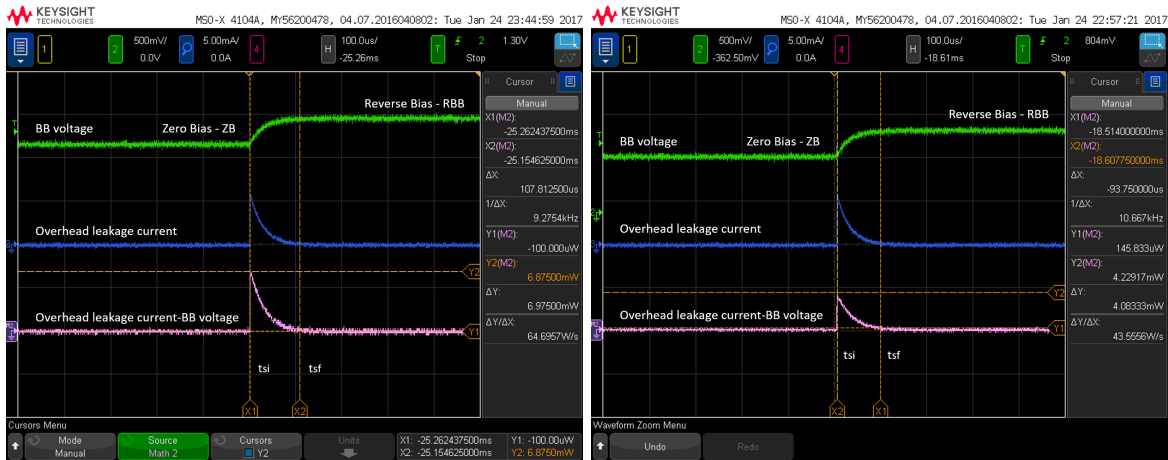 KEYSIGHT
TECHNOLOGIES
MSO-X 4104A, MY56200478, 04.07.2016040802: Tue Jan 24 23:44:59 2017
1
2
500mV/
0.0V
5.00mA/
0.0A
4
H
100.0us/
-25.26ms
T
2
1.30V
Stop
Cursor
Manual
X1(M2):
-25.262437500ms
X2(M2):
-25.154625000ms
ΔX:
107.812500us
1/ΔX:
9.2754kHz
Y1(M2):
-100.000uW
Y2(M2):
6.87500mW
ΔY:
6.97500mW
ΔY/ΔX:
64.6957W/s
Reverse Bias - RBB
BB voltage
Zero Bias - ZB
Overhead leakage current
Y2
Overhead leakage current-BB voltage
Y1
tsi
tsf
X1
X2
Cursors Menu
Mode
Manual
Source
Math 2
Cursors
Y2
Units
X1: -25.262437500ms
X2: -25.154625000ms
Y1: -100.00uW
Y2: 6.8750mW
KEYSIGHT
TECHNOLOGIES
MSO-X 4104A, MY56200478, 04.07.2016040802: Tue Jan 24 22:57:21 2017
1
2
500mV/
-362.50mV
5.00mA/
0.0A
4
H
100.0us/
-18.61ms
T
2
804mV
Stop
Cursor
Manual
X1(M2):
-18.514000000ms
X2(M2):
-18.607750000ms
ΔX:
-93.750000us
1/ΔX:
10.667kHz
Y1(M2):
145.833uW
Y2(M2):
4.22917mW
ΔY:
4.08333mW
ΔY/ΔX:
43.5556W/s
Reverse Bias - RBB
BB voltage
Zero Bias - ZB
Overhead leakage current
Y2
Overhead leakage current-BB voltage
Y1
tsi
tsf
X2
X1
Waveform Zoom Menu
Undo
Redo